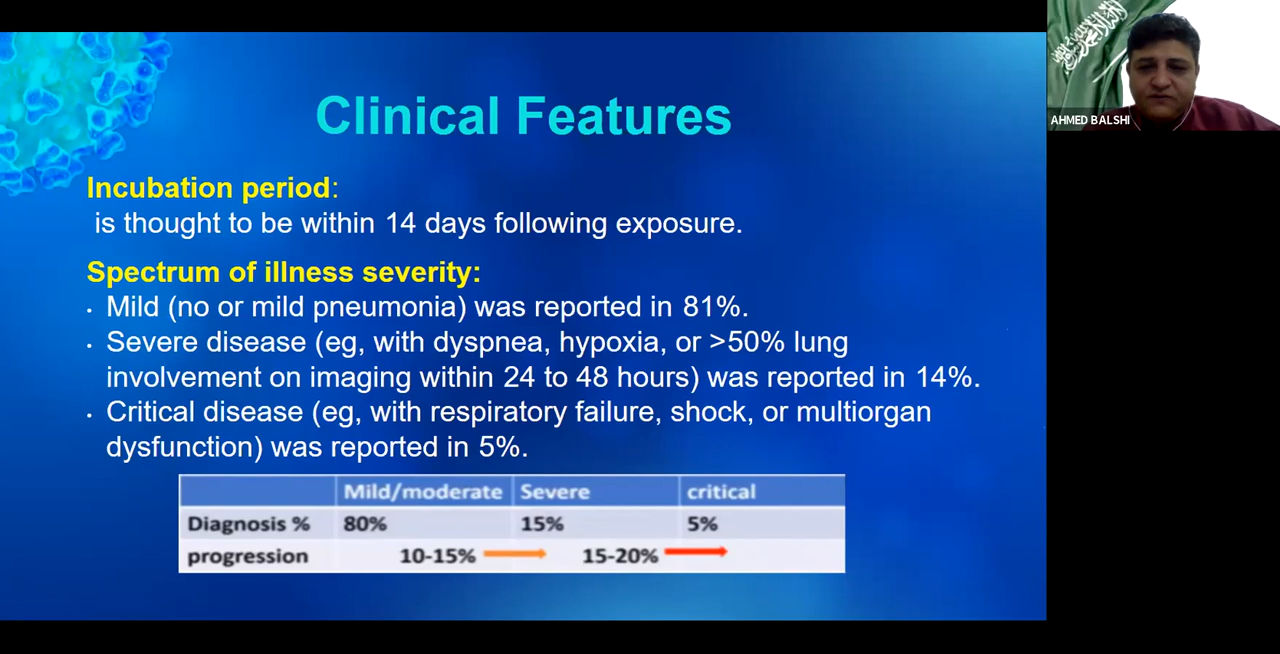 Clinical Features
Incubation period:
is thought to be within 14 days following exposure.
Spectrum of illness severity:
• Mild (no or mild pneumonia) was reported in 81%.
• Severe disease (eg, with dyspnea, hypoxia, or >50% lung
involvement on imaging within 24 to 48 hours) was reported in 14%.
• Critical disease (eg, with respiratory failure, shock, or multiorgan
dysfunction) was reported in 5%.
Mild/moderate Severe critical
Diagnosis % 80% 15% 5%
progression 10-15% 15-20%
AHMED BALSHI